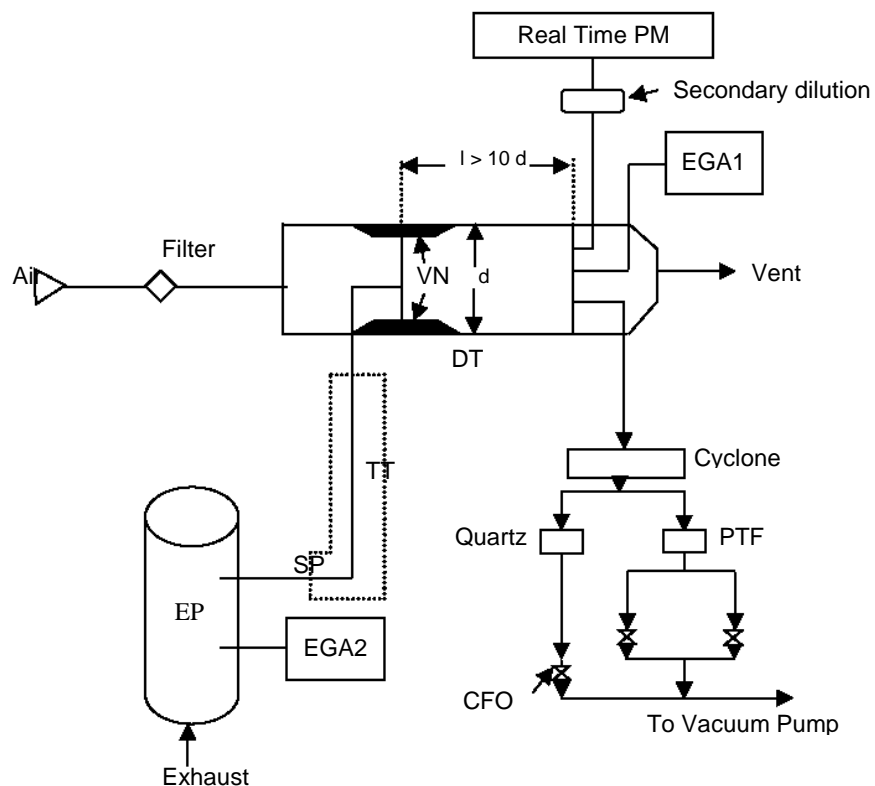 Real Time PM
Secondary dilution
l > 10 d
EGA1
Filter
Air
VN
d
Vent
DT
TT
Cyclone
Quartz
PTF
SP
EP
EGA2
CFO
To Vacuum Pump
Exhaust